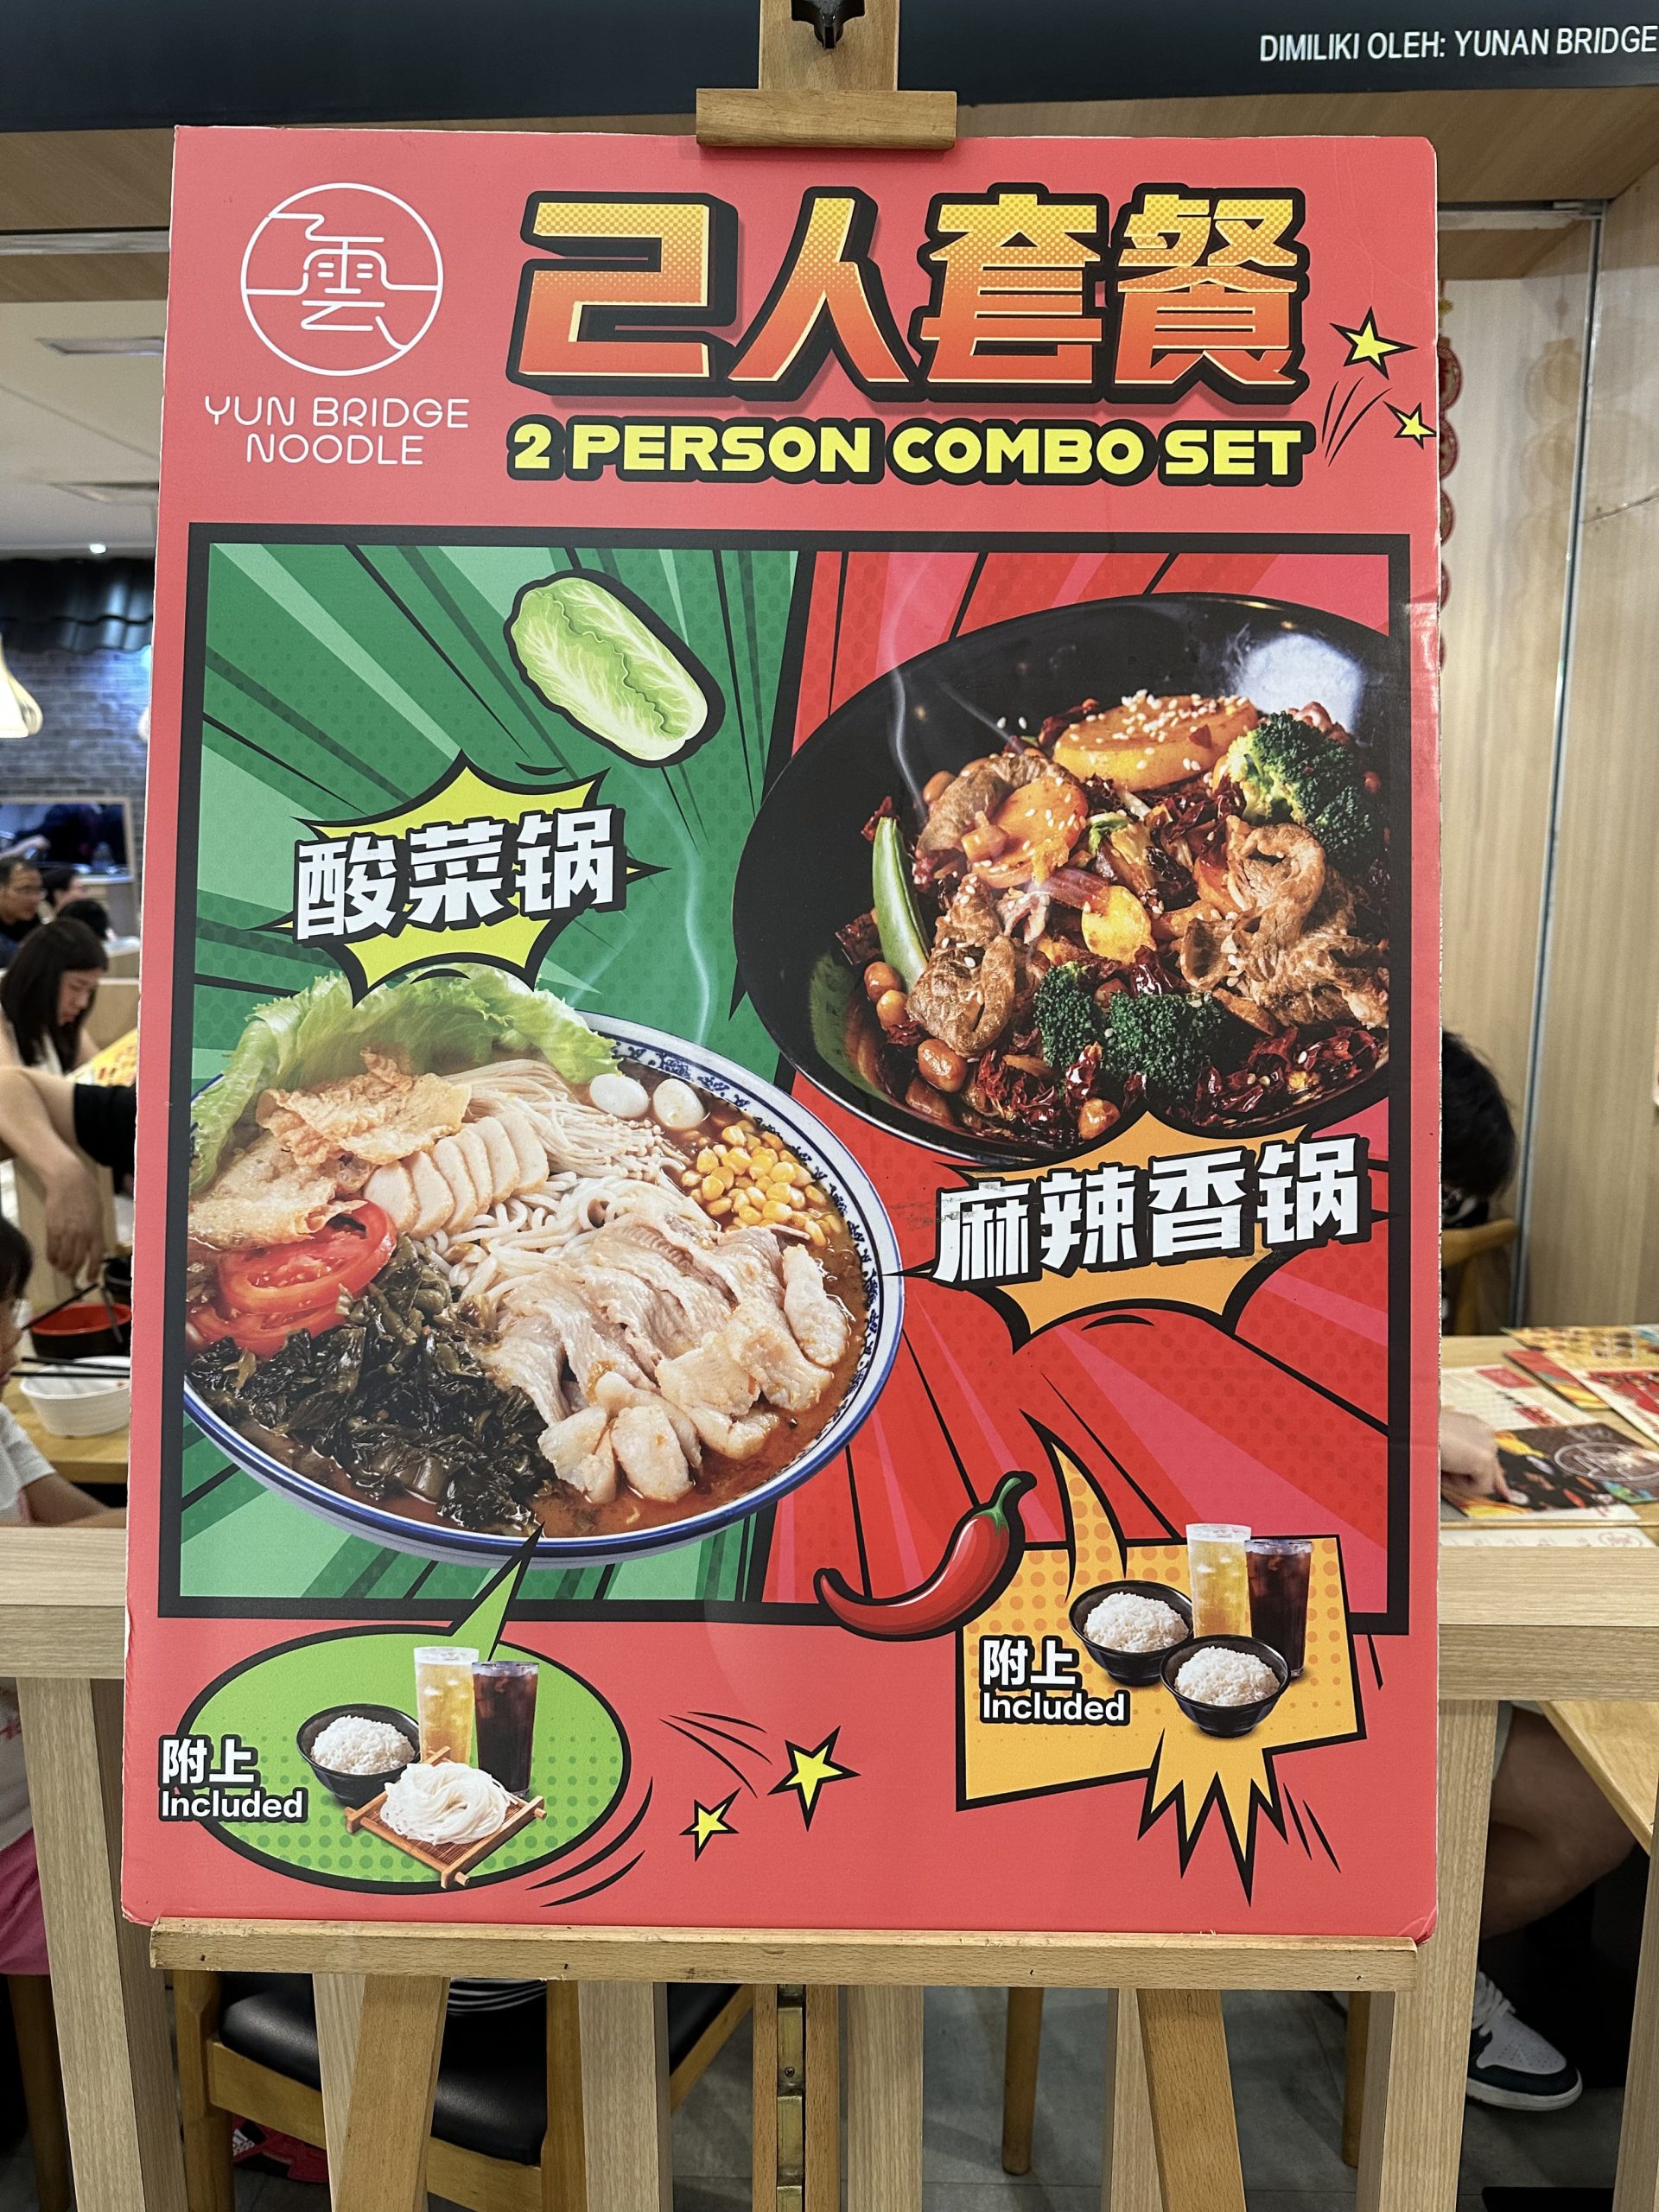 DIMILIKI OLEH: YUNAN BRIDGE
雲
YUN BRIDGE
NOODLE
2人套餐
2 PERSON COMBO SET
酸菜锅
麻辣香锅
附上
Included
附上
Included